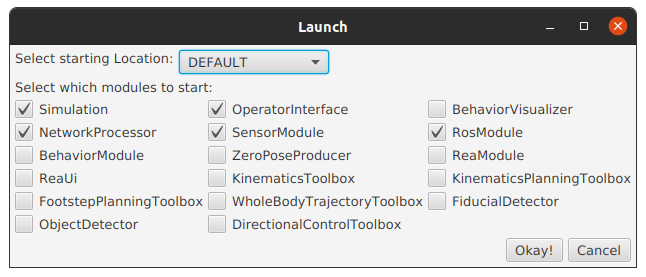 Launch
Select starting Location: DEFAULT
Select which modules to start:
Simulation OperatorInterface BehaviorVisualizer
NetworkProcessor SensorModule RosModule
BehaviorModule ZeroPoseProducer ReaModule
ReaUi KinematicsToolbox KinematicsPlanningToolbox
FootstepPlanningToolbox WholeBodyTrajectoryToolbox FiducialDetector
ObjectDetector DirectionalControlToolbox
Okay! Cancel